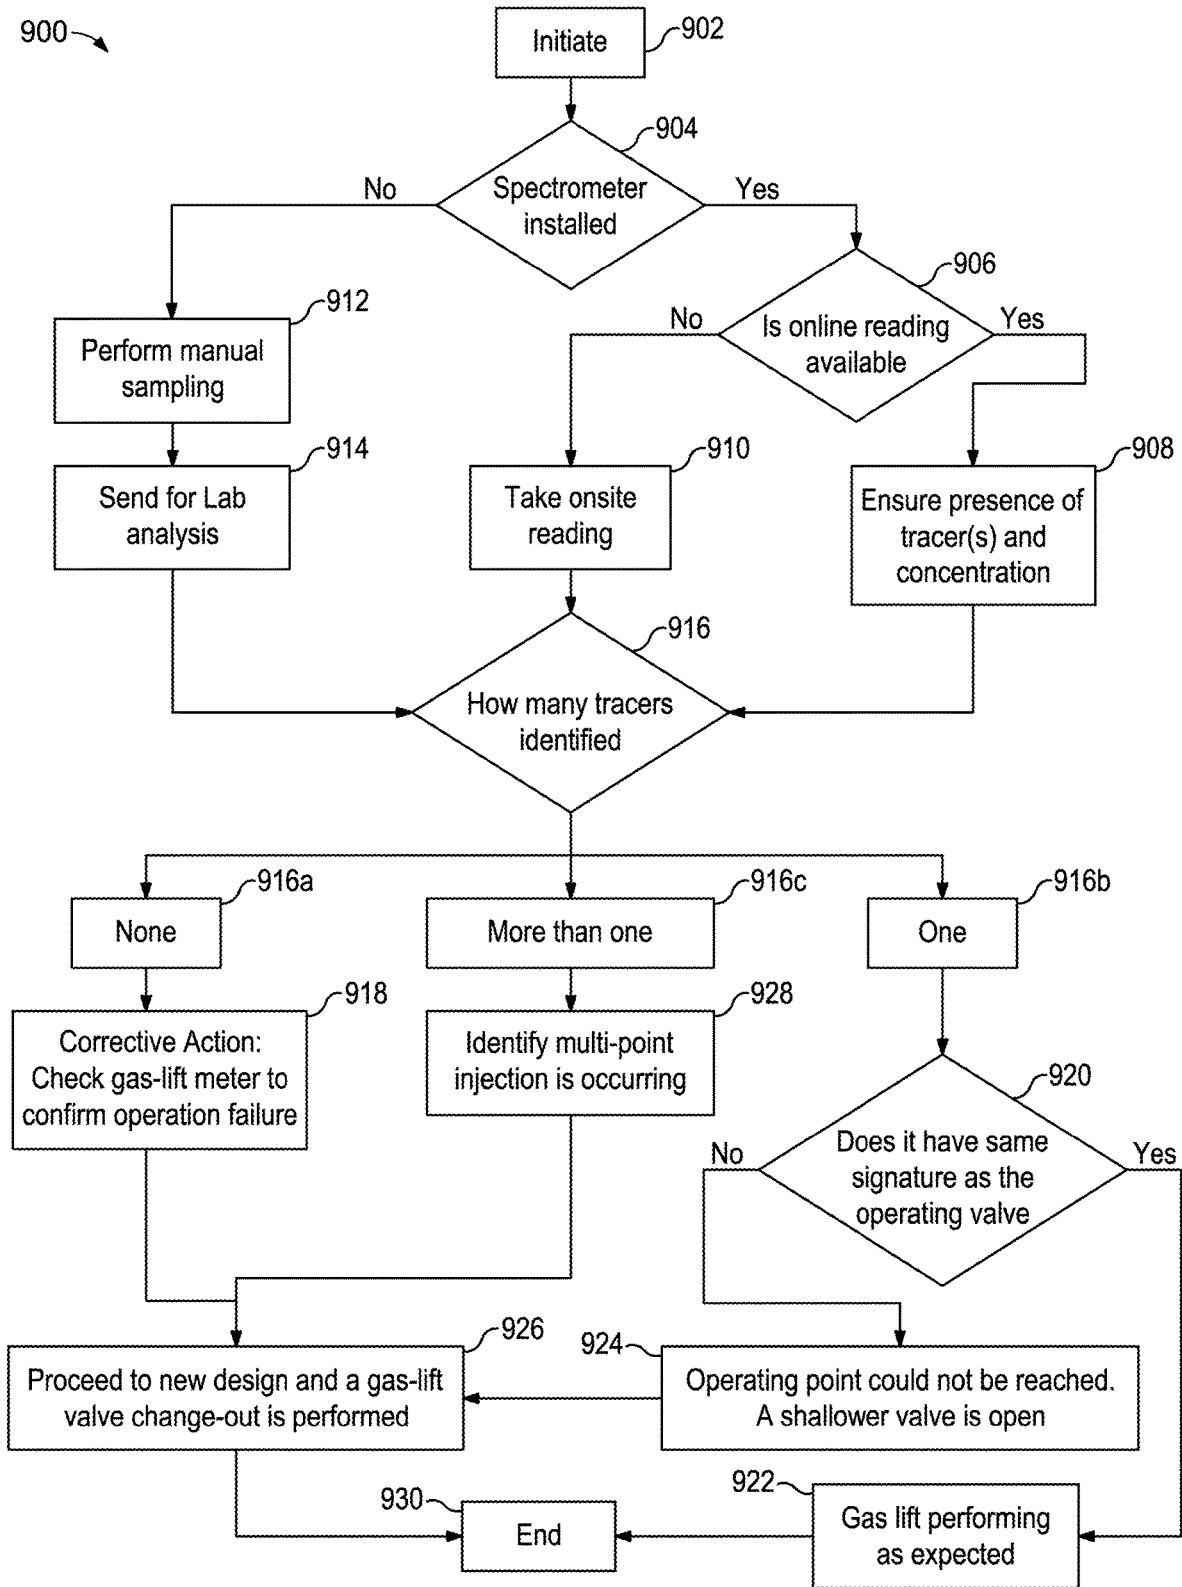 900
Initiate
902
904
Spectrometer
installed
No
Yes
906
Is online reading
available
No
Yes
912
Perform manual
sampling
914
Send for Lab
analysis
910
Take onsite
reading
908
Ensure presence of
tracer(s) and
concentration
916
How many tracers
identified
916a
None
916c
More than one
916b
One
918
Corrective Action:
Check gas-lift meter to
confirm operation failure
928
Identify multi-point
injection is occurring
920
Does it have same
signature as the
operating valve
No
Yes
926
Proceed to new design and a gas-lift
valve change-out is performed
924
Operating point could not be reached.
A shallower valve is open
922
Gas lift performing
as expected
930
End